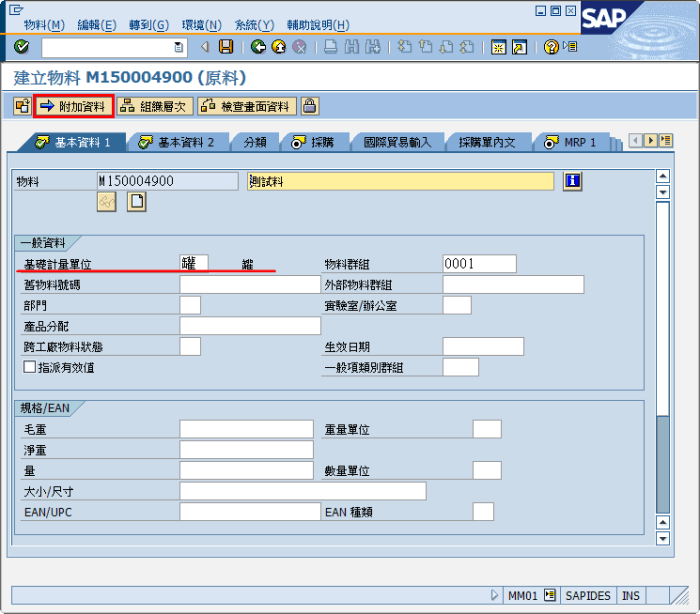 物料(M) 編輯(E) 轉到(G) 環境(N) 系統(Y) 輔助說明(H)
SAP
建立物料 M150004900 (原料)
附加資料 組織層次 檢查畫面資料
基本資料 1 基本資料 2 分類 採購 國際貿易輸入 採購單內文 MRP 1
物料 M150004900 測試料
一般資料
基礎計量單位 罐 罐 物料群組 0001
舊物料號碼 外部物料群組
部門 實驗室/辦公室
產品分配
跨工廠物料狀態 生效日期
指派有效值 一般項類別群組
規格/EAN
毛重 重量單位
淨重
量 數量單位
大小/尺寸
EAN/UPC EAN 種類
MM01 SAPIDES INS